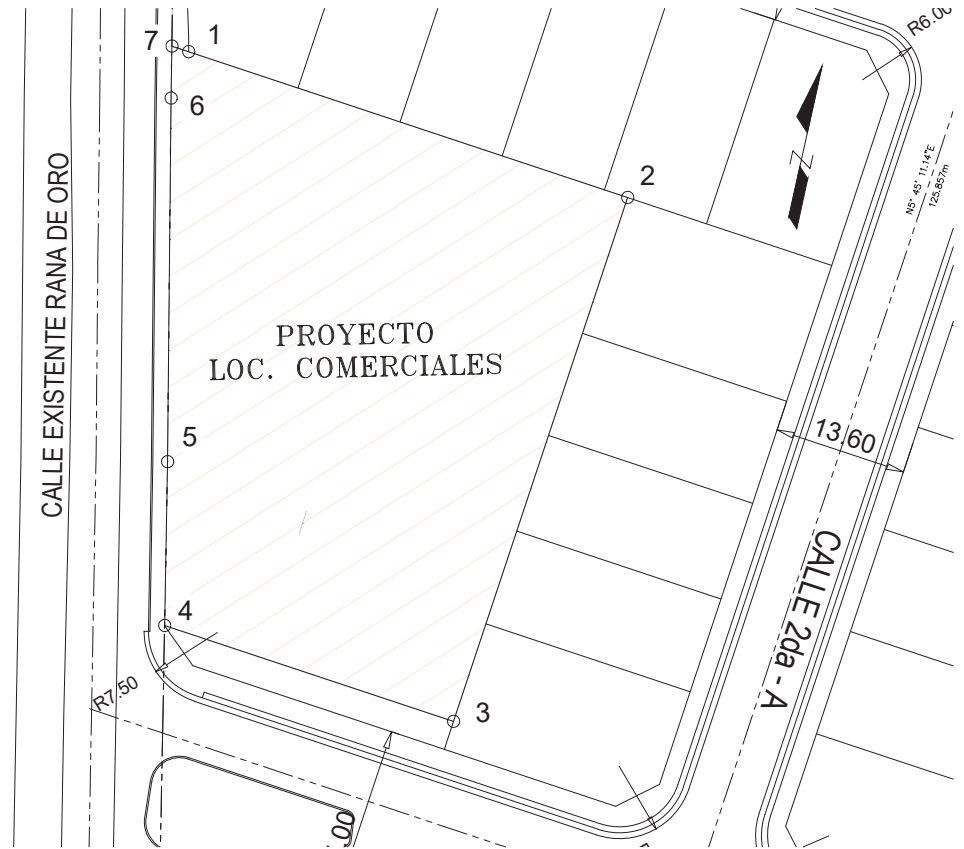 7
1
R6.00
6
2
Z
N5° 45' 11.14"E
125.857m
CALLE EXISTENTE RANA DE ORO
PROYECTO
LOC. COMERCIALES
13.60
5
CALLE 2da - A
4
R7.50
3
.00